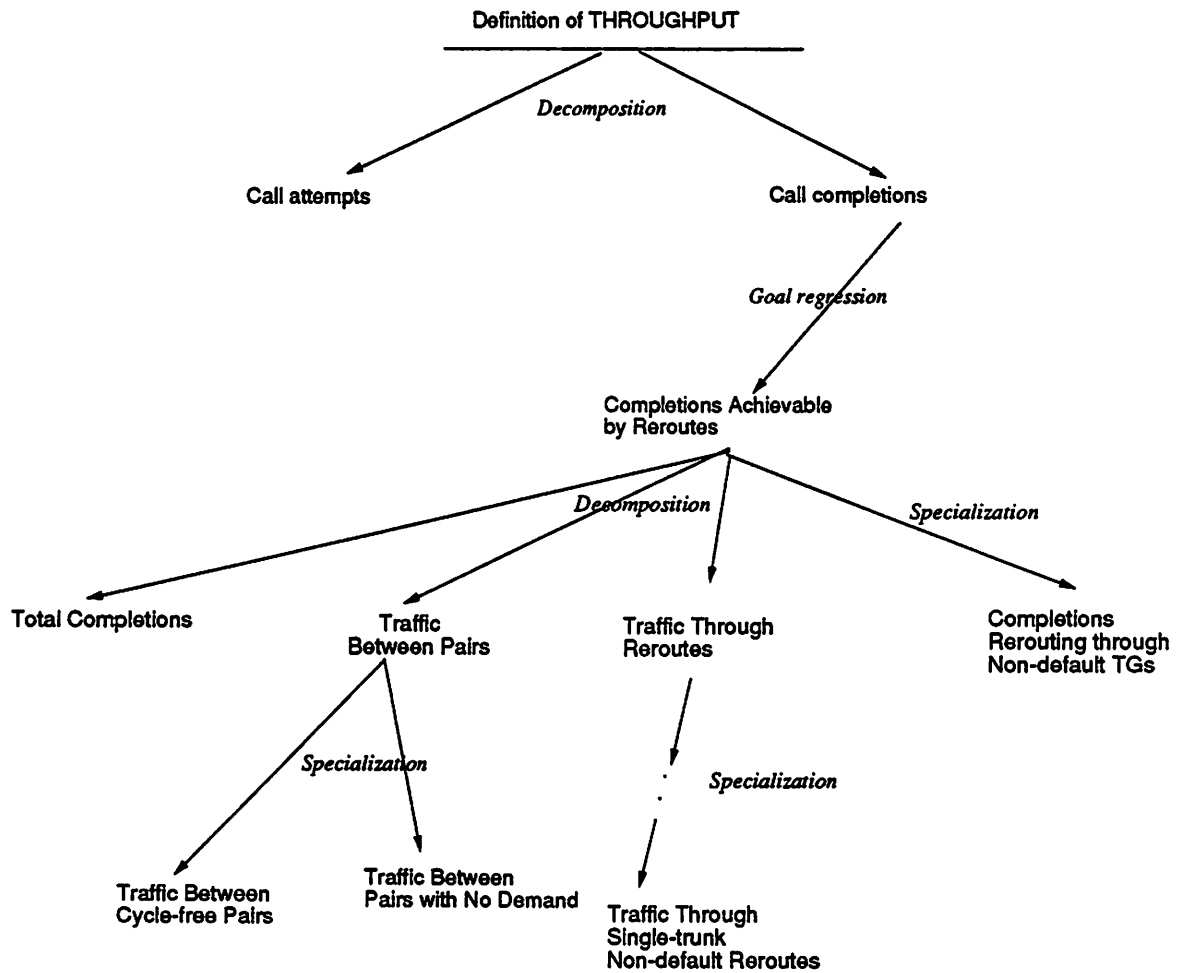 Definition of THROUGHPUT
Decomposition
Call attempts
Call completions
Goal regression
Completions Achievable
by Reroutes
Decomposition
Specialization
Total Completions
Traffic
Between Pairs
Traffic Through
Reroutes
Completions
Rerouting through
Non-default TGs
Specialization
Specialization
Traffic Between
Cycle-free Pairs
Traffic Between
Pairs with No Demand
Traffic Through
Single-trunk
Non-default Reroutes